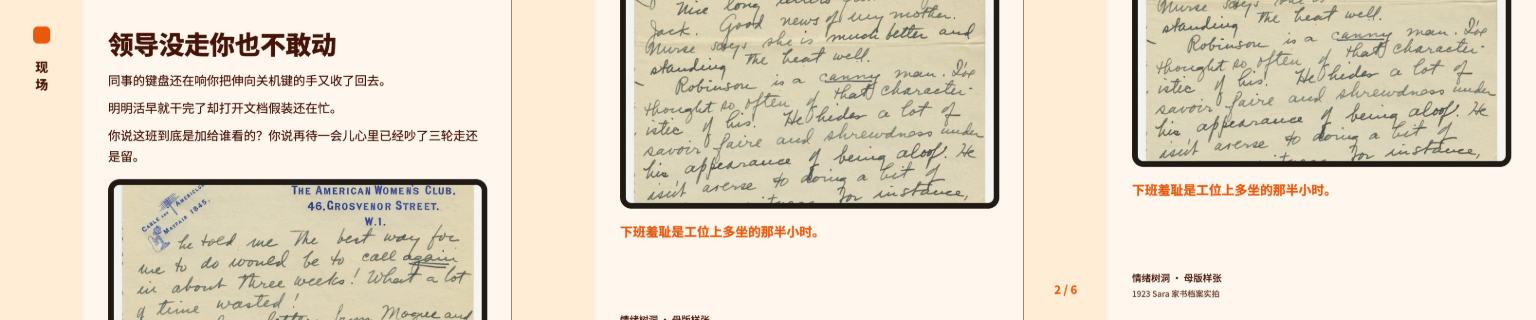 现场
领导没走你也不敢动
同事的键盘还在响你把伸向关机键的手又收了回去。
明明活早就干完了却打开文档假装还在忙。
你说这班到底是加给谁看的？你说再待一会儿心里已经吵了三轮走还
是留。
CABLE AND AMERICLUB
MAYFAIR 1845.
THE AMERICAN WOMEN'S CLUB.
46, GROSVENOR STREET.
W.1.
he told me the best way for
me to do would be to call again
in about three weeks! What a lot
of time wasted!
letters from Mogee and
Nice long letters
Jack. Good news of my mother.
Nurse says she is much better and
standing the heat well.
Robinson is a canny man. I've
thought so often of that character-
istic of his. He hides a lot of
savoir faire and shrewdness under
his appearance of being aloof. He
isn't averse to doing a bit of
for instance,
下班羞耻是工位上多坐的那半小时。
情绪树洞 · 母版样张
2 / 6
Nurse says she is much better and
standing the heat well.
Robinson is a canny man. I've
thought so often of that character-
istic of his. He hides a lot of
savoir faire and shrewdness under
his appearance of being aloof. He
isn't averse to doing a bit of
for instance,
下班羞耻是工位上多坐的那半小时。
情绪树洞 · 母版样张
1923 Sara 家书档案实拍